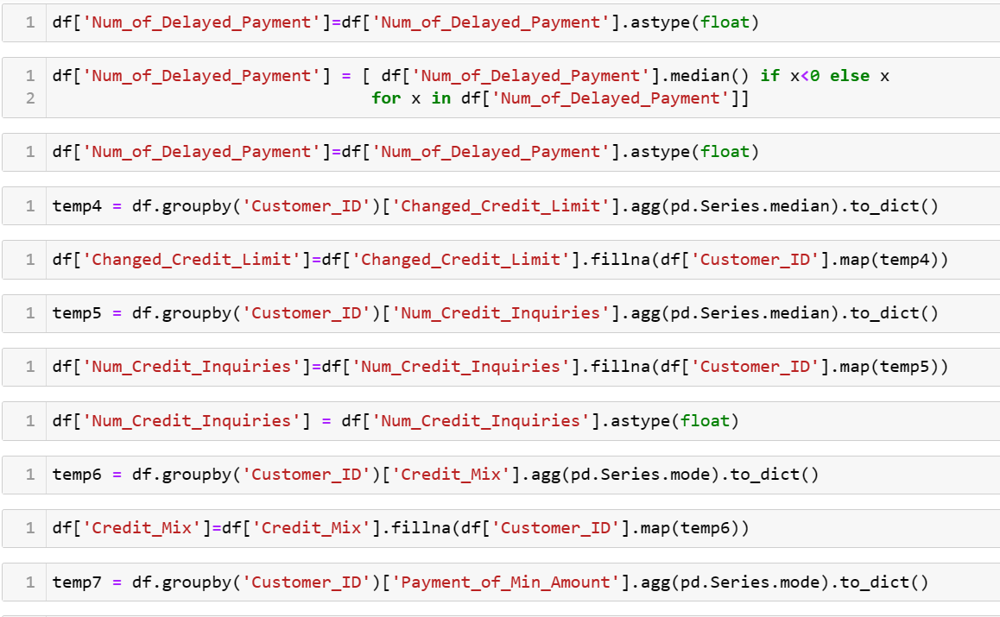 1 df['Num_of_Delayed_Payment']=df['Num_of_Delayed_Payment'].astype(float)
1 df['Num_of_Delayed_Payment'] = [ df['Num_of_Delayed_Payment'].median() if x<0 else x
2 for x in df['Num_of_Delayed_Payment']]
1 df['Num_of_Delayed_Payment']=df['Num_of_Delayed_Payment'].astype(float)
1 temp4 = df.groupby('Customer_ID')['Changed_Credit_Limit'].agg(pd.Series.median).to_dict()
1 df['Changed_Credit_Limit']=df['Changed_Credit_Limit'].fillna(df['Customer_ID'].map(temp4))
1 temp5 = df.groupby('Customer_ID')['Num_Credit_Inquiries'].agg(pd.Series.median).to_dict()
1 df['Num_Credit_Inquiries']=df['Num_Credit_Inquiries'].fillna(df['Customer_ID'].map(temp5))
1 df['Num_Credit_Inquiries'] = df['Num_Credit_Inquiries'].astype(float)
1 temp6 = df.groupby('Customer_ID')['Credit_Mix'].agg(pd.Series.mode).to_dict()
1 df['Credit_Mix']=df['Credit_Mix'].fillna(df['Customer_ID'].map(temp6))
1 temp7 = df.groupby('Customer_ID')['Payment_of_Min_Amount'].agg(pd.Series.mode).to_dict()